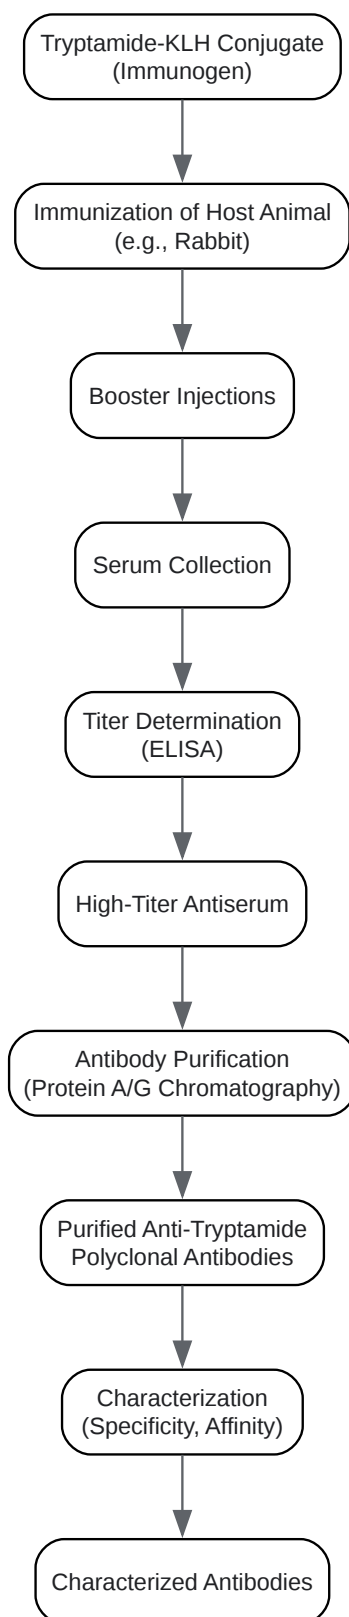 Tryptamide-KLH Conjugate
(Immunogen)
Immunization of Host Animal
(e.g., Rabbit)
Booster Injections
Serum Collection
Titer Determination
(ELISA)
High-Titer Antiserum
Antibody Purification
(Protein A/G Chromatography)
Purified Anti-Tryptamide
Polyclonal Antibodies
Characterization
(Specificity, Affinity)
Characterized Antibodies